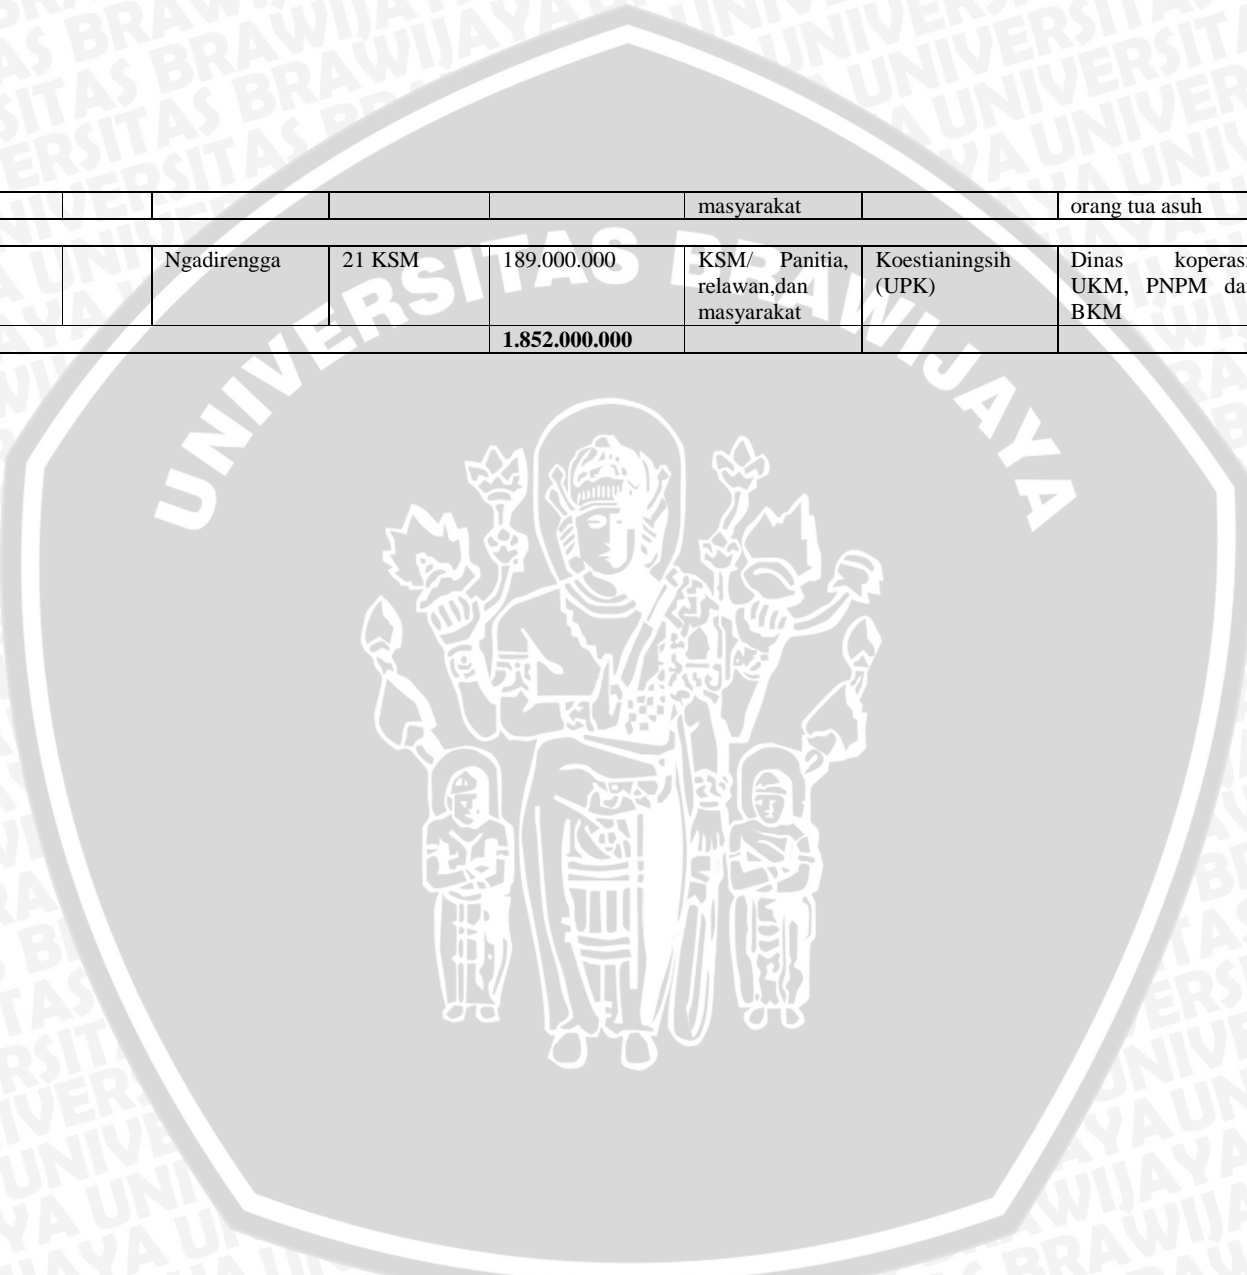 masyarakat orang tua asuh
Ngadirengga 21 KSM 189.000.000 KSM/ Panitia, Koestianingsih Dinas koperasi
relawan,dan (UPK) UKM, PNPM
masyarakat BKM
1.852.000.000
UNIVERSITAS BRAWIJAYA